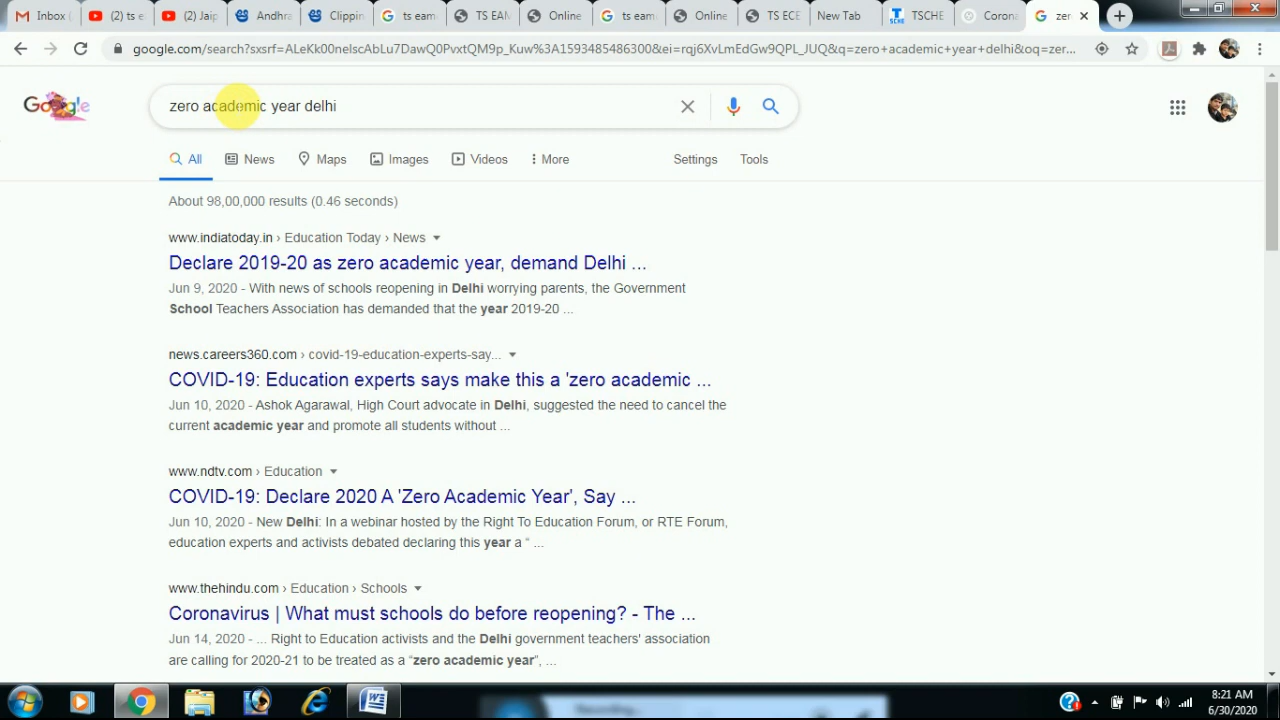 Inbox (
(2) ts e
(2) Jaip
Andhra
Clippin
ts eam
TS EAM
Online
ts eam
Online
TS ECE
New Tab
TSCHE
Corona
zer
google.com/search?sxsrf=ALeKk00nelscAbLu7DawQ0PvxtQM9p_Kuw%3A1593485486300&ei=rqj6XvLmEdGw9QPL_JUQ&q=zero+academic+year+delhi&oq=zer...
Google
zero academic year delhi
All News Maps Images Videos More Settings Tools
About 98,00,000 results (0.46 seconds)
www.indiatoday.in › Education Today › News
Declare 2019-20 as zero academic year, demand Delhi ...
Jun 9, 2020 - With news of schools reopening in Delhi worrying parents, the Government
School Teachers Association has demanded that the year 2019-20 ...
news.careers360.com › covid-19-education-experts-say...
COVID-19: Education experts says make this a 'zero academic ...
Jun 10, 2020 - Ashok Agarawal, High Court advocate in Delhi, suggested the need to cancel the
current academic year and promote all students without ...
www.ndtv.com › Education
COVID-19: Declare 2020 A 'Zero Academic Year', Say ...
Jun 10, 2020 - New Delhi: In a webinar hosted by the Right To Education Forum, or RTE Forum,
education experts and activists debated declaring this year a “ ...
www.thehindu.com › Education › Schools
Coronavirus | What must schools do before reopening? - The ...
Jun 14, 2020 - ... Right to Education activists and the Delhi government teachers' association
are calling for 2020-21 to be treated as a “zero academic year”, ...
Recording...
8:21 AM
6/30/2020